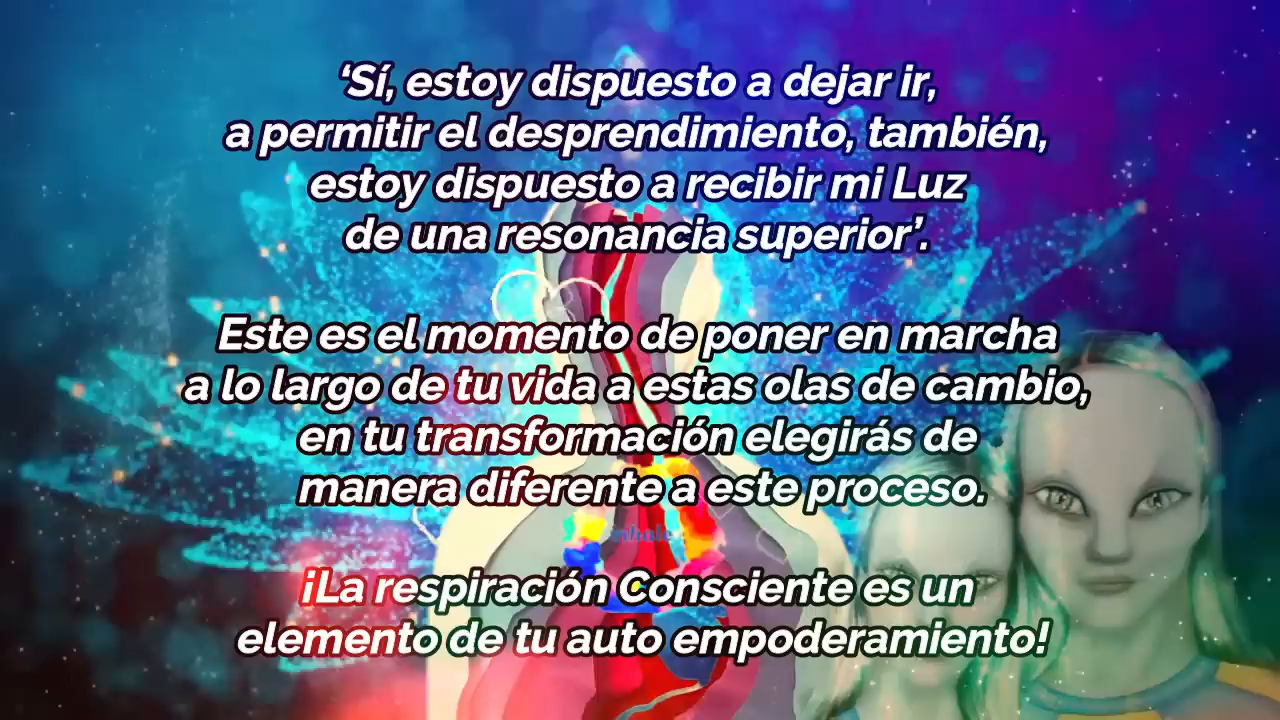 ‘Sí, estoy dispuesto a dejar ir,
a permitir el desprendimiento, también,
estoy dispuesto a recibir mi Luz
de una resonancia superior’.
Este es el momento de poner en marcha
a lo largo de tu vida a estas olas de cambio,
en tu transformación elegirás de
manera diferente a este proceso.
inhale
¡La respiración Consciente es un
elemento de tu auto empoderamiento!